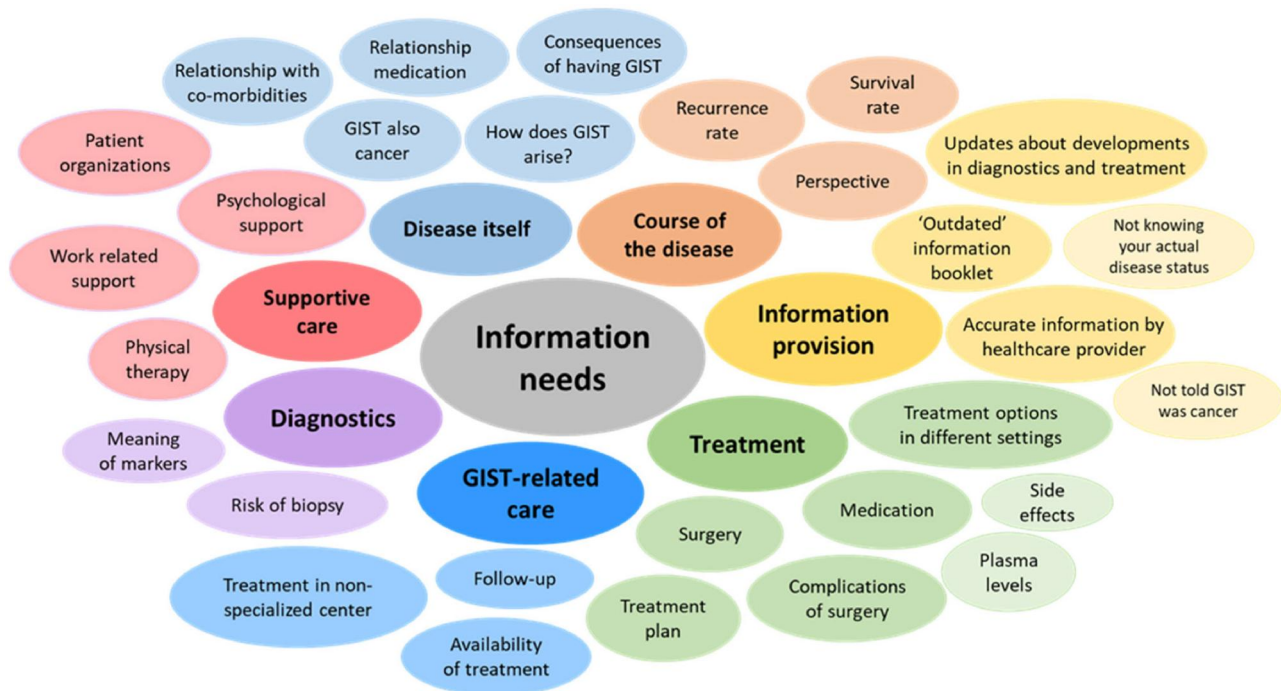 Relationship with
co-morbidities
Relationship
medication
Consequences
of having GIST
GIST also
cancer
How does GIST
arise?
Disease itself
Recurrence
rate
Survival
rate
Perspective
Course of
the disease
Patient
organizations
Psychological
support
Work related
support
Physical
therapy
Supportive
care
Information
needs
Updates about developments
in diagnostics and treatment
‘Outdated’
information
booklet
Not knowing
your actual
disease status
Information
provision
Accurate information by
healthcare provider
Not told GIST
was cancer
Diagnostics
Meaning
of markers
Risk of biopsy
GIST-related
care
Treatment in non-
specialized center
Follow-up
Availability
of treatment
Treatment
Treatment options
in different settings
Surgery
Medication
Side
effects
Plasma
levels
Treatment
plan
Complications
of surgery